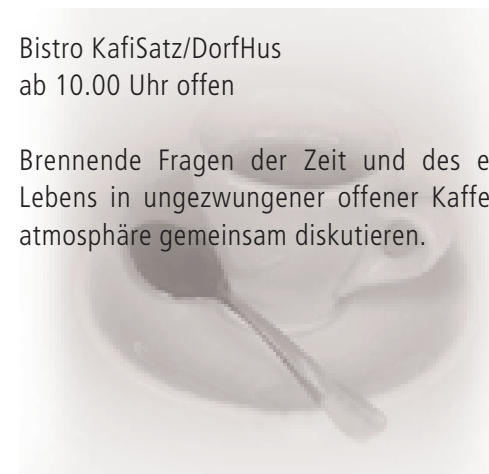 Bistro KafiSatz/DorfHus
ab 10.00 Uhr offen
Brennende Fragen der Zeit und des e
Lebens in ungezwungener offener Kaffe
atmosphäre gemeinsam diskutieren.